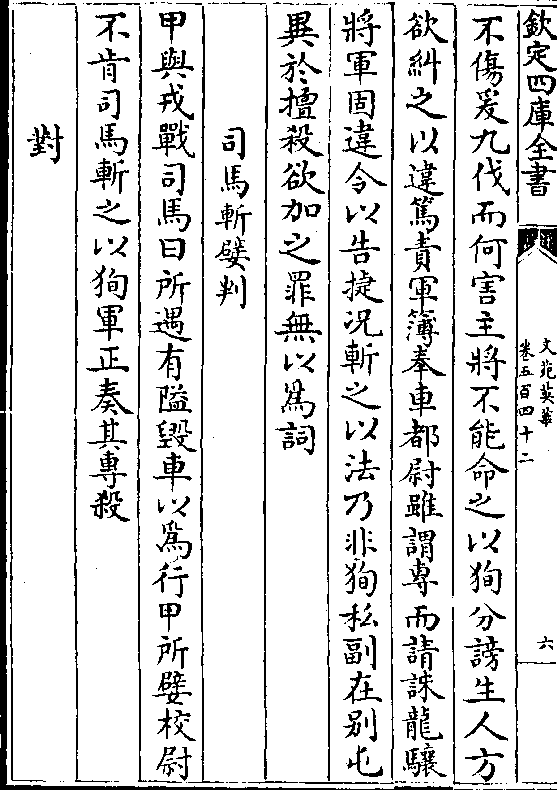 欽定四庫全書
文苑英華
卷五百四十二
六
不傷爰九伐而何害主將不能命之以狥分謗生人方
欲糾之以違篤責軍簿奉車都尉雖謂專而請誅龍驤
將軍固違令以告捷况斬之以法乃非狥私副在别屯
異於擅殺欲加之罪無以為詞
司馬斬嬖判
甲與戎戰司馬曰所遇有隘毀車以為行甲所嬖校尉
不肯司馬斬之以狥軍正奏其專殺
對